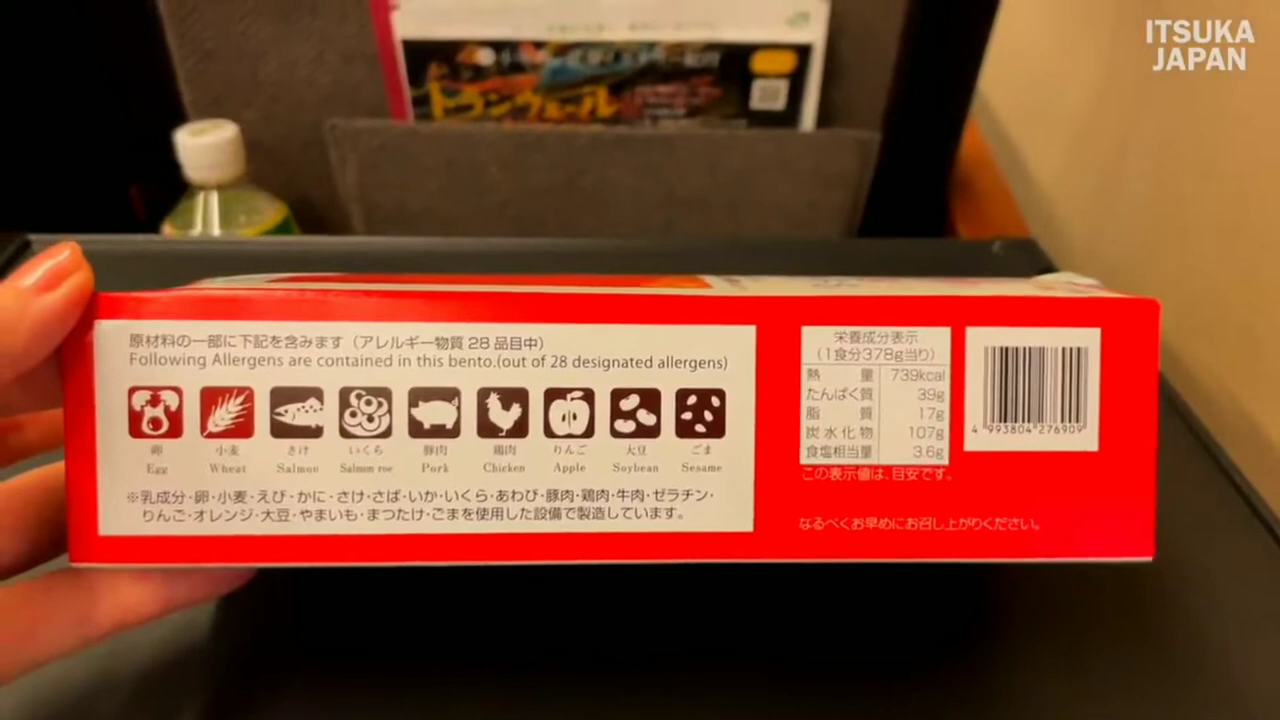 ITSUKA
JAPAN
トランヴェール
原材料の一部に下記を含みます（アレルギー物質28品目中）
Following Allergens are contained in this bento.(out of 28 designated allergens)
卵 小麦 さけ いくら 豚肉 鶏肉 りんご 大豆 ごま
Egg Wheat Salmon Salmon roe Pork Chicken Apple Soybean Sesame
※乳成分・卵・小麦・えび・かに・さけ・さば・いか・いくら・あわび・豚肉・鶏肉・牛肉・ゼラチン・
りんご・オレンジ・大豆・やまいも・まつたけ・ごまを使用した設備で製造しています。
栄養成分表示
（1食分378g当り）
熱量 739kcal
たんぱく質 39g
脂質 17g
炭水化物 107g
食塩相当量 3.6g
この表示値は、目安です。
なるべくお早めにお召し上がりください。
4 993804 276909